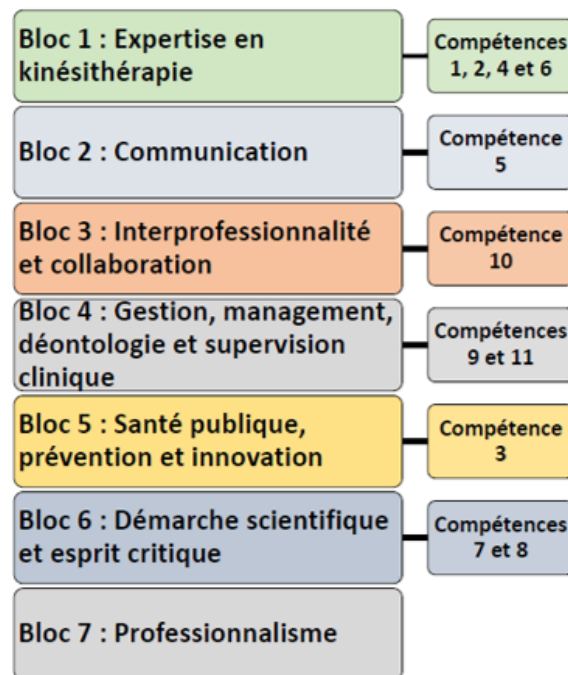 Bloc 1 : Expertise en
kinésithérapie
Compétences
1, 2, 4 et 6
Bloc 2 : Communication
Compétence
5
Bloc 3 : Interprofessionnalité
et collaboration
Compétence
10
Bloc 4 : Gestion, management,
déontologie et supervision
clinique
Compétences
9 et 11
Bloc 5 : Santé publique,
prévention et innovation
Compétence
3
Bloc 6 : Démarche scientifique
et esprit critique
Compétences
7 et 8
Bloc 7 : Professionnalisme